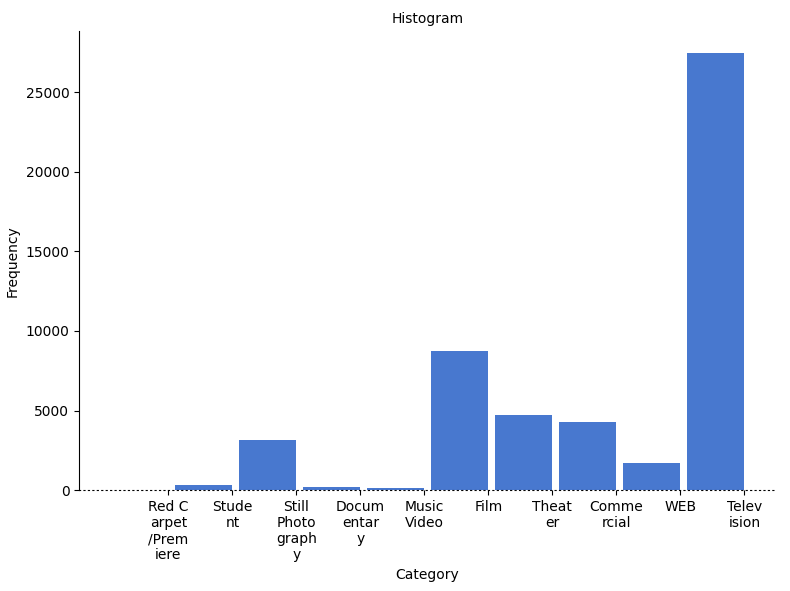 Histogram
Frequency
25000
20000
15000
10000
5000
0
Red C
arpet
/Prem
iere
Stude
nt
Still
Photo
graph
y
Docum
entar
y
Music
Video
Film
Theat
er
Comme
rcial
WEB
Telev
ision
Category